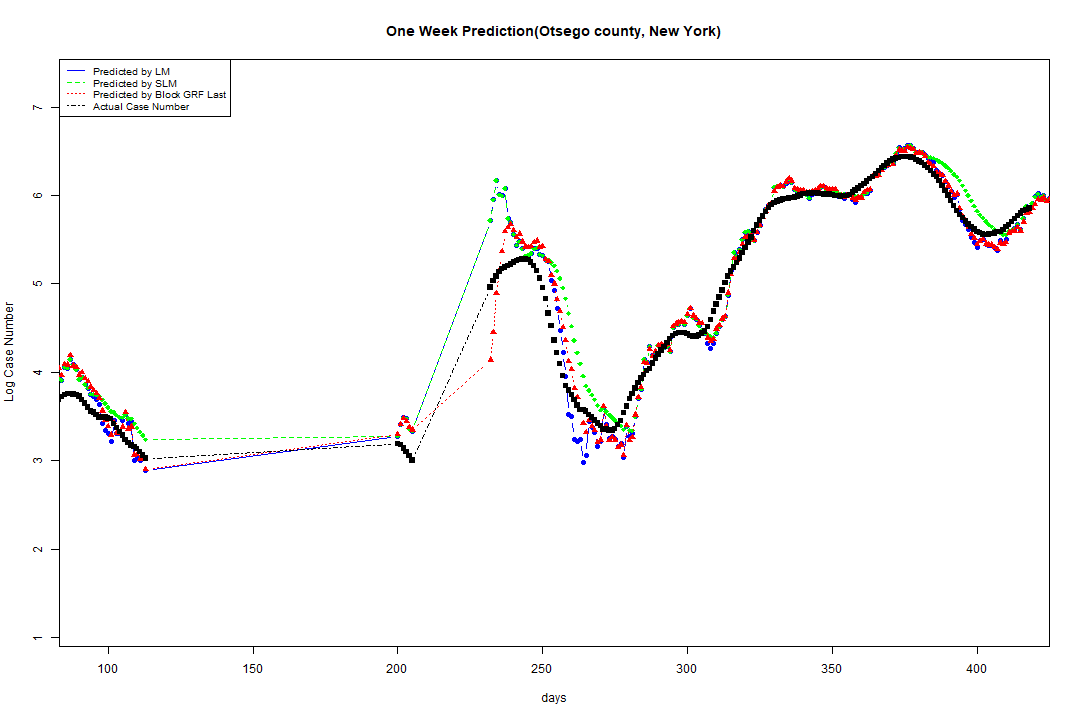 One Week Prediction(Otsego county, New York)
Predicted by LM
Predicted by SLM
Predicted by Block GRF Last
Actual Case Number
7
6
5
4
3
2
1
Log Case Number
100 150 200 250 300 350 400
days